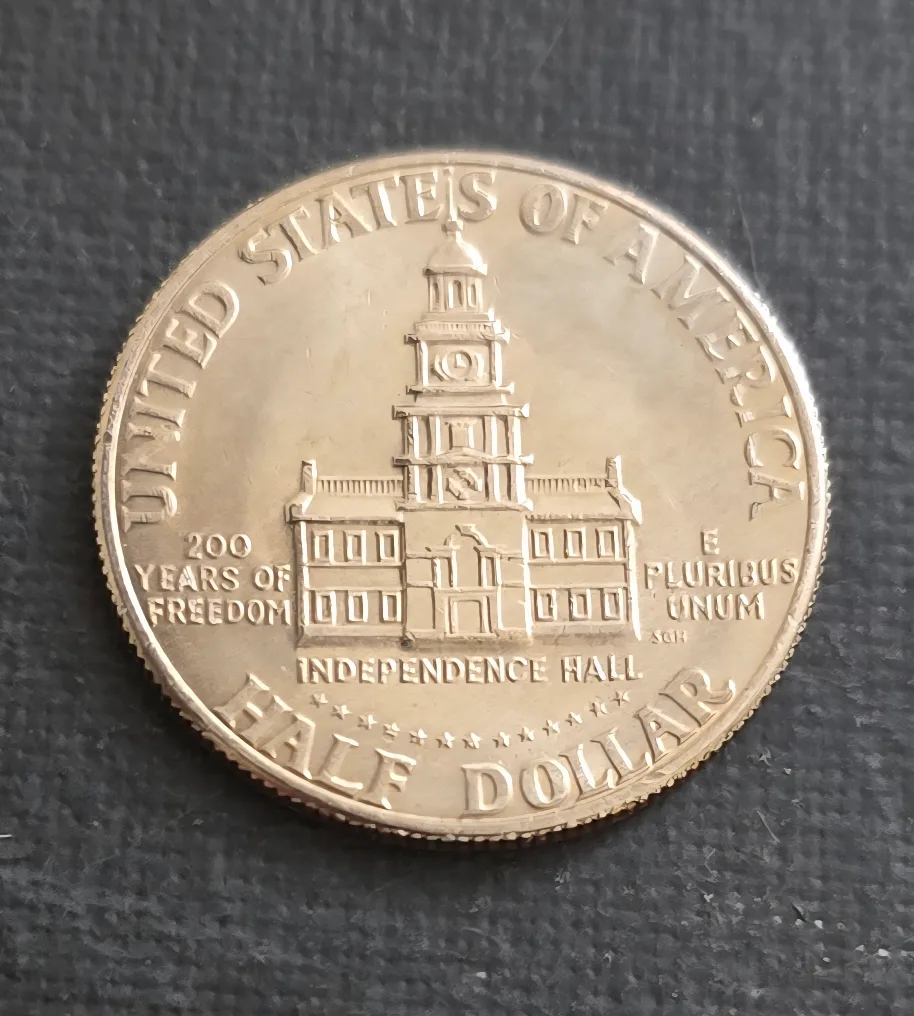 UNITED STATES OF AMERICA
200
YEARS OF
FREEDOM
E
PLURIBUS
UNUM
SGH
INDEPENDENCE HALL
HALF DOLLAR